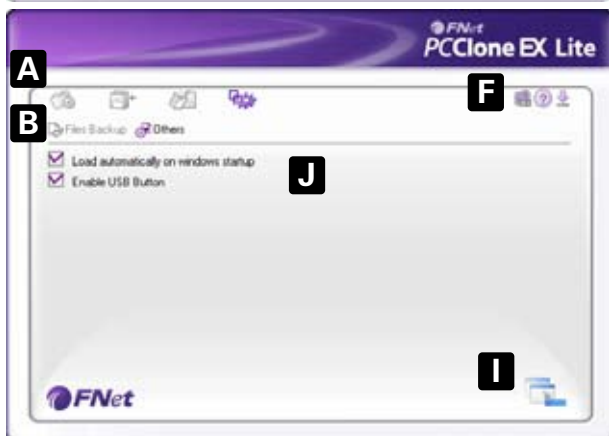 FNet
PCClone EX Lite
A
F
B
Files Backup Others
Load automatically on windows startup
J
Enable USB Button
I
FNet